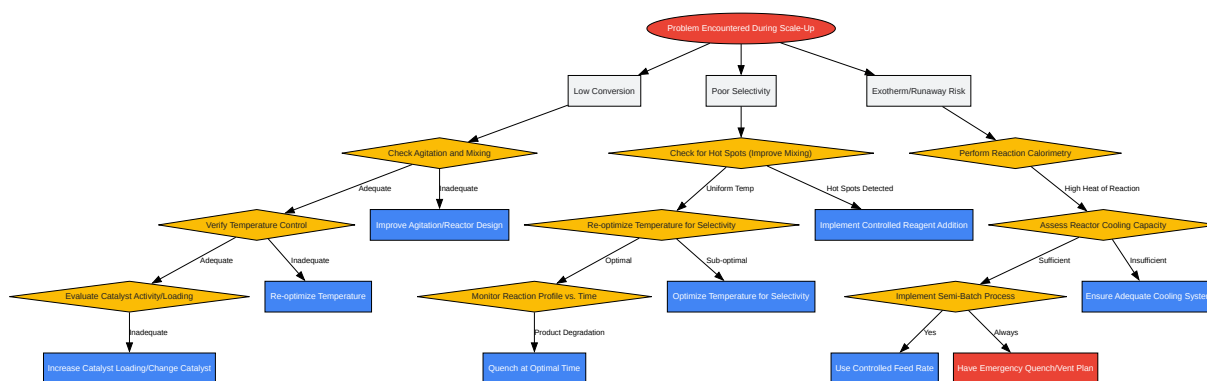 Problem Encountered During Scale-Up
Low Conversion
Poor Selectivity
Exotherm/Runaway Risk
Check Agitation and Mixing
Check for Hot Spots (Improve Mixing)
Perform Reaction Calorimetry
Adequate
Inadequate
Uniform Temp
Hot Spots Detected
High Heat of Reaction
Verify Temperature Control
Improve Agitation/Reactor Design
Re-optimize Temperature for Selectivity
Implement Controlled Reagent Addition
Assess Reactor Cooling Capacity
Adequate
Inadequate
Optimal
Sub-optimal
Sufficient
Insufficient
Evaluate Catalyst Activity/Loading
Re-optimize Temperature
Monitor Reaction Profile vs. Time
Optimize Temperature for Selectivity
Implement Semi-Batch Process
Ensure Adequate Cooling System
Inadequate
Product Degradation
Yes
Always
Increase Catalyst Loading/Change Catalyst
Quench at Optimal Time
Use Controlled Feed Rate
Have Emergency Quench/Vent Plan